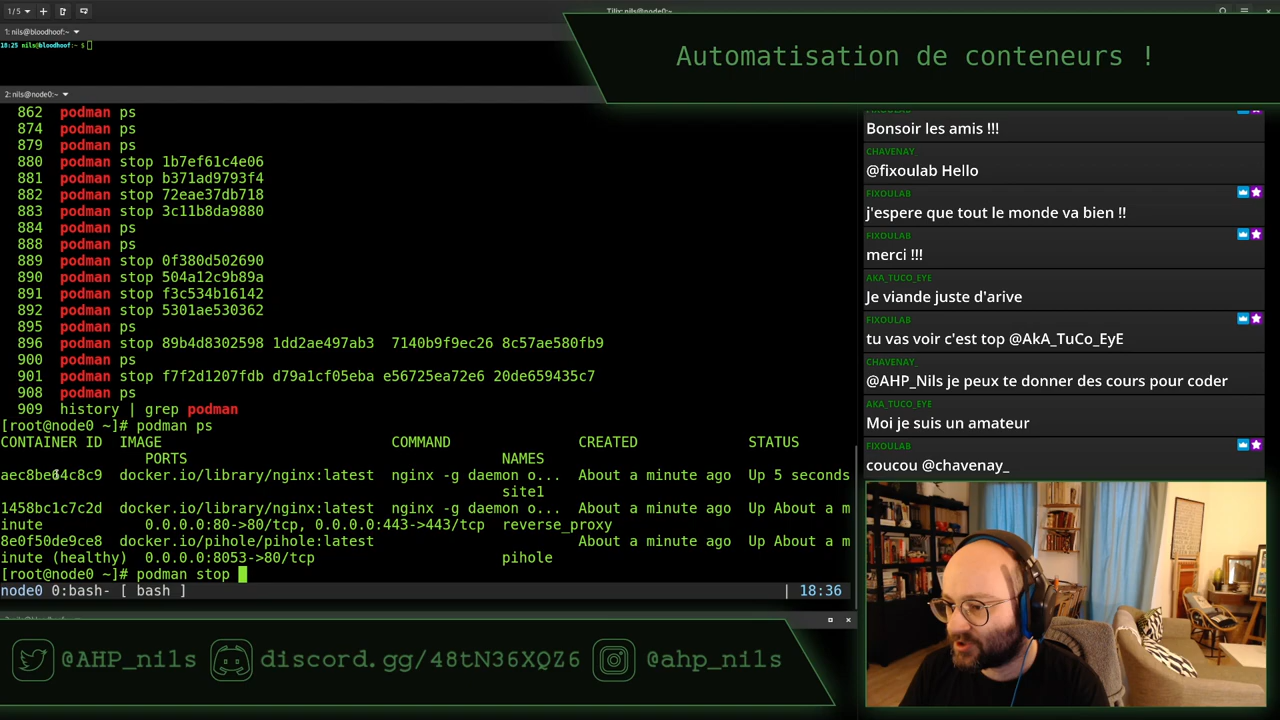 1/5
Tilix: nils@node0:~
1: nils@bloodhoof:~
18:25 nils@bloodhoof:~ $
Automatisation de conteneurs !
2: nils@node0:~
862 podman ps
874 podman ps
879 podman ps
880 podman stop 1b7ef61c4e06
881 podman stop b371ad9793f4
882 podman stop 72eae37db718
883 podman stop 3c11b8da9880
884 podman ps
888 podman ps
889 podman stop 0f380d502690
890 podman stop 504a12c9b89a
891 podman stop f3c534b16142
892 podman stop 5301ae530362
895 podman ps
896 podman stop 89b4d8302598 1dd2ae497ab3  7140b9f9ec26 8c57ae580fb9
900 podman ps
901 podman stop f7f2d1207fdb d79a1cf05eba e56725ea72e6 20de659435c7
908 podman ps
909 history | grep podman
[root@node0 ~]# podman ps
CONTAINER ID IMAGE COMMAND CREATED STATUS
PORTS NAMES
aec8be64c8c9 docker.io/library/nginx:latest nginx -g daemon o... About a minute ago Up 5 seconds
site1
1458bc1c7c2d docker.io/library/nginx:latest nginx -g daemon o... About a minute ago Up About a m
inute 0.0.0.0:80->80/tcp, 0.0.0.0:443->443/tcp reverse_proxy
8e0f50de9ce8 docker.io/pihole/pihole:latest About a minute ago Up About a m
inute (healthy) 0.0.0.0:8053->80/tcp pihole
[root@node0 ~]# podman stop
node0 0:bash- [ bash ] | 18:36
FIXOULAB
Bonsoir les amis !!!
CHAVENAY_
@fixoulab Hello
FIXOULAB
j'espere que tout le monde va bien !!
FIXOULAB
merci !!!
AKA_TUCO_EYE
Je viande juste d'arive
FIXOULAB
tu vas voir c'est top @AkA_TuCo_EyE
CHAVENAY_
@AHP_Nils je peux te donner des cours pour coder
AKA_TUCO_EYE
Moi je suis un amateur
FIXOULAB
coucou @chavenay_
@AHP_nils
discord.gg/48tN36XQZ6
@ahp_nils